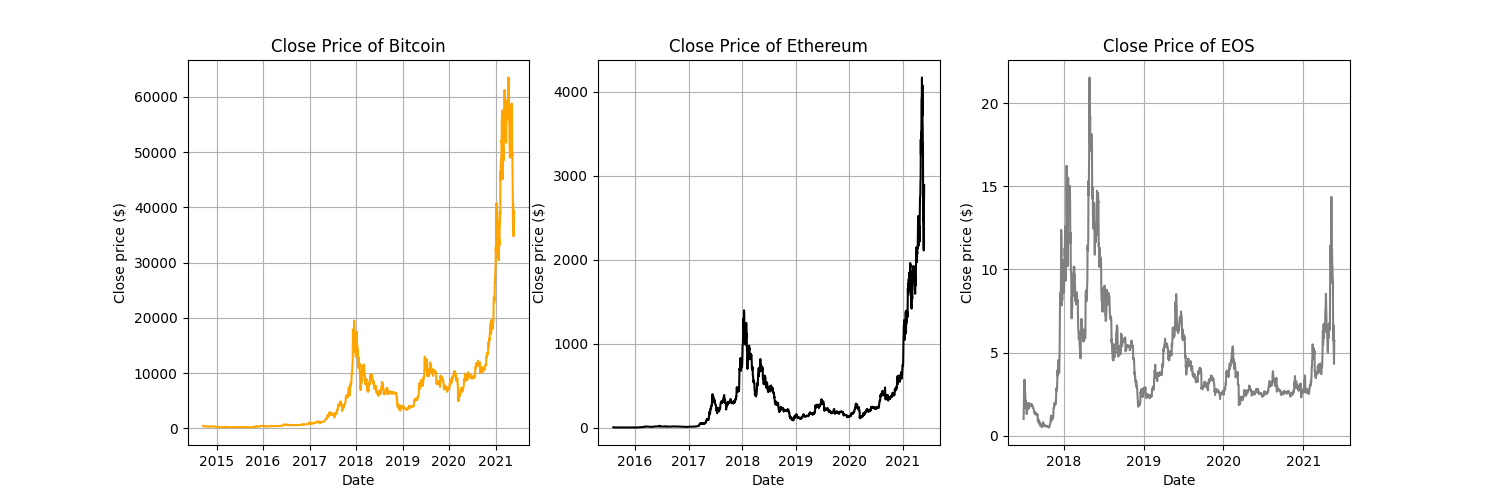 Close Price of Bitcoin
Close price ($)
60000
50000
40000
30000
20000
10000
0
2015 2016 2017 2018 2019 2020 2021
Date
Close Price of Ethereum
Close price ($)
4000
3000
2000
1000
0
2016 2017 2018 2019 2020 2021
Date
Close Price of EOS
Close price ($)
20
15
10
5
0
2018 2019 2020 2021
Date